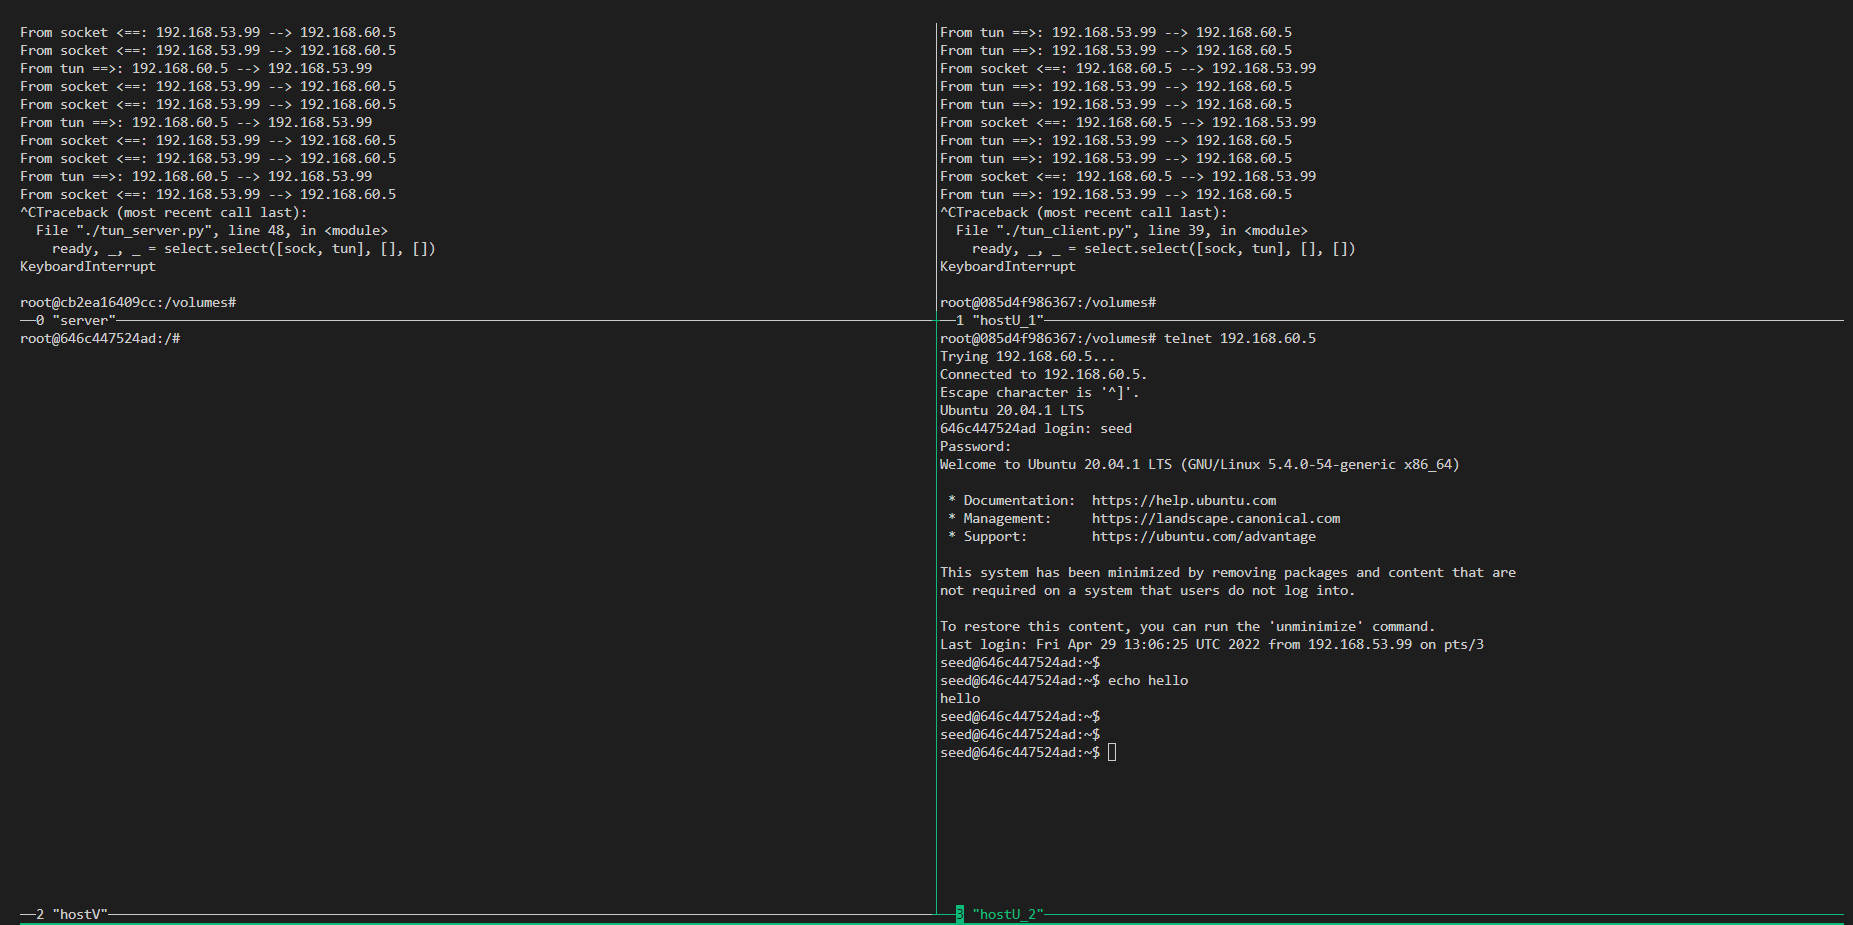 From socket <==: 192.168.53.99 --> 192.168.60.5
From socket <==: 192.168.53.99 --> 192.168.60.5
From tun ==>: 192.168.60.5 --> 192.168.53.99
From socket <==: 192.168.53.99 --> 192.168.60.5
From socket <==: 192.168.53.99 --> 192.168.60.5
From tun ==>: 192.168.60.5 --> 192.168.53.99
From socket <==: 192.168.53.99 --> 192.168.60.5
From socket <==: 192.168.53.99 --> 192.168.60.5
From tun ==>: 192.168.60.5 --> 192.168.53.99
From socket <==: 192.168.53.99 --> 192.168.60.5
^CTraceback (most recent call last):
  File "./tun_server.py", line 48, in <module>
    ready, _, _ = select.select([sock, tun], [], [])
KeyboardInterrupt
root@cb2ea16409cc:/volumes#
0 "server"
From tun ==>: 192.168.53.99 --> 192.168.60.5
From tun ==>: 192.168.53.99 --> 192.168.60.5
From socket <==: 192.168.60.5 --> 192.168.53.99
From tun ==>: 192.168.53.99 --> 192.168.60.5
From tun ==>: 192.168.53.99 --> 192.168.60.5
From socket <==: 192.168.60.5 --> 192.168.53.99
From tun ==>: 192.168.53.99 --> 192.168.60.5
From tun ==>: 192.168.53.99 --> 192.168.60.5
From socket <==: 192.168.60.5 --> 192.168.53.99
From tun ==>: 192.168.53.99 --> 192.168.60.5
^CTraceback (most recent call last):
  File "./tun_client.py", line 39, in <module>
    ready, _, _ = select.select([sock, tun], [], [])
KeyboardInterrupt
root@085d4f986367:/volumes#
1 "hostU_1"
root@646c447524ad:/#
2 "hostV"
root@085d4f986367:/volumes# telnet 192.168.60.5
Trying 192.168.60.5...
Connected to 192.168.60.5.
Escape character is '^]'.
Ubuntu 20.04.1 LTS
646c447524ad login: seed
Password:
Welcome to Ubuntu 20.04.1 LTS (GNU/Linux 5.4.0-54-generic x86_64)
 * Documentation:  https://help.ubuntu.com
 * Management:     https://landscape.canonical.com
 * Support:        https://ubuntu.com/advantage
This system has been minimized by removing packages and content that are
not required on a system that users do not log into.
To restore this content, you can run the 'unminimize' command.
Last login: Fri Apr 29 13:06:25 UTC 2022 from 192.168.53.99 on pts/3
seed@646c447524ad:~$
seed@646c447524ad:~$ echo hello
hello
seed@646c447524ad:~$
seed@646c447524ad:~$
seed@646c447524ad:~$
3 "hostU_2"